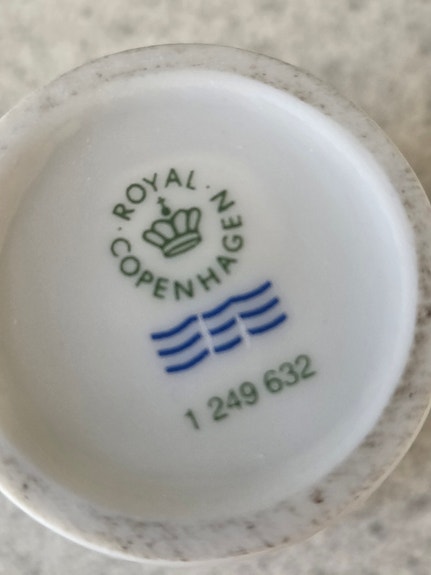 ROYAL
COPENHAGEN
1 249 632